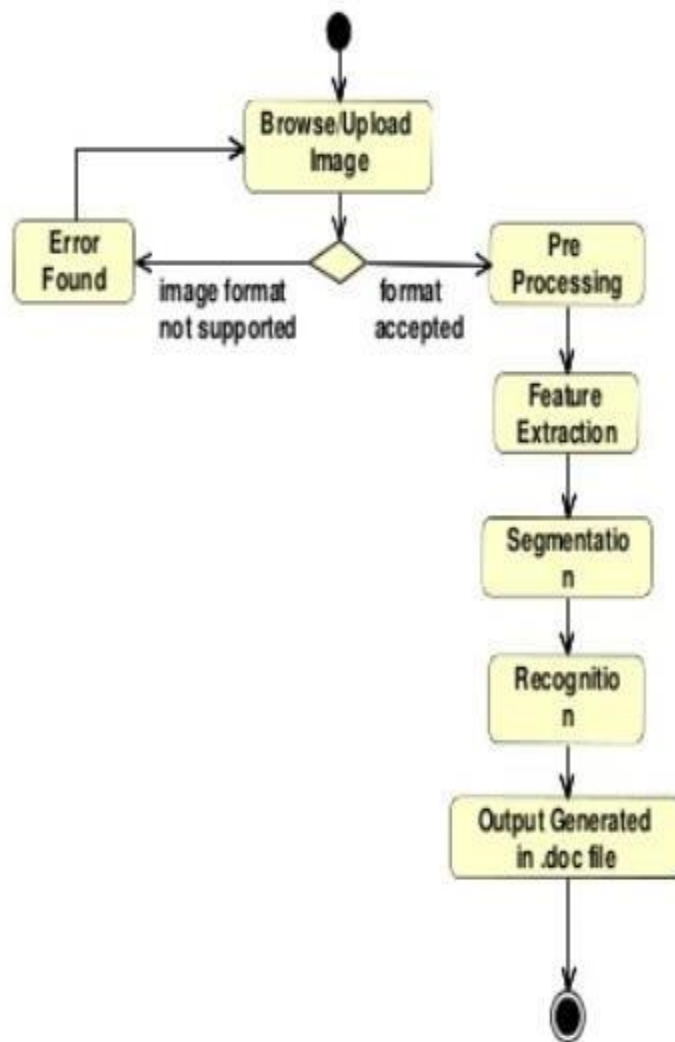 Browse/Upload
Image
Error
Found
image format
not supported
format
accepted
Pre
Processing
Feature
Extraction
Segmentatio
n
Recognitio
n
Output Generated
in .doc file